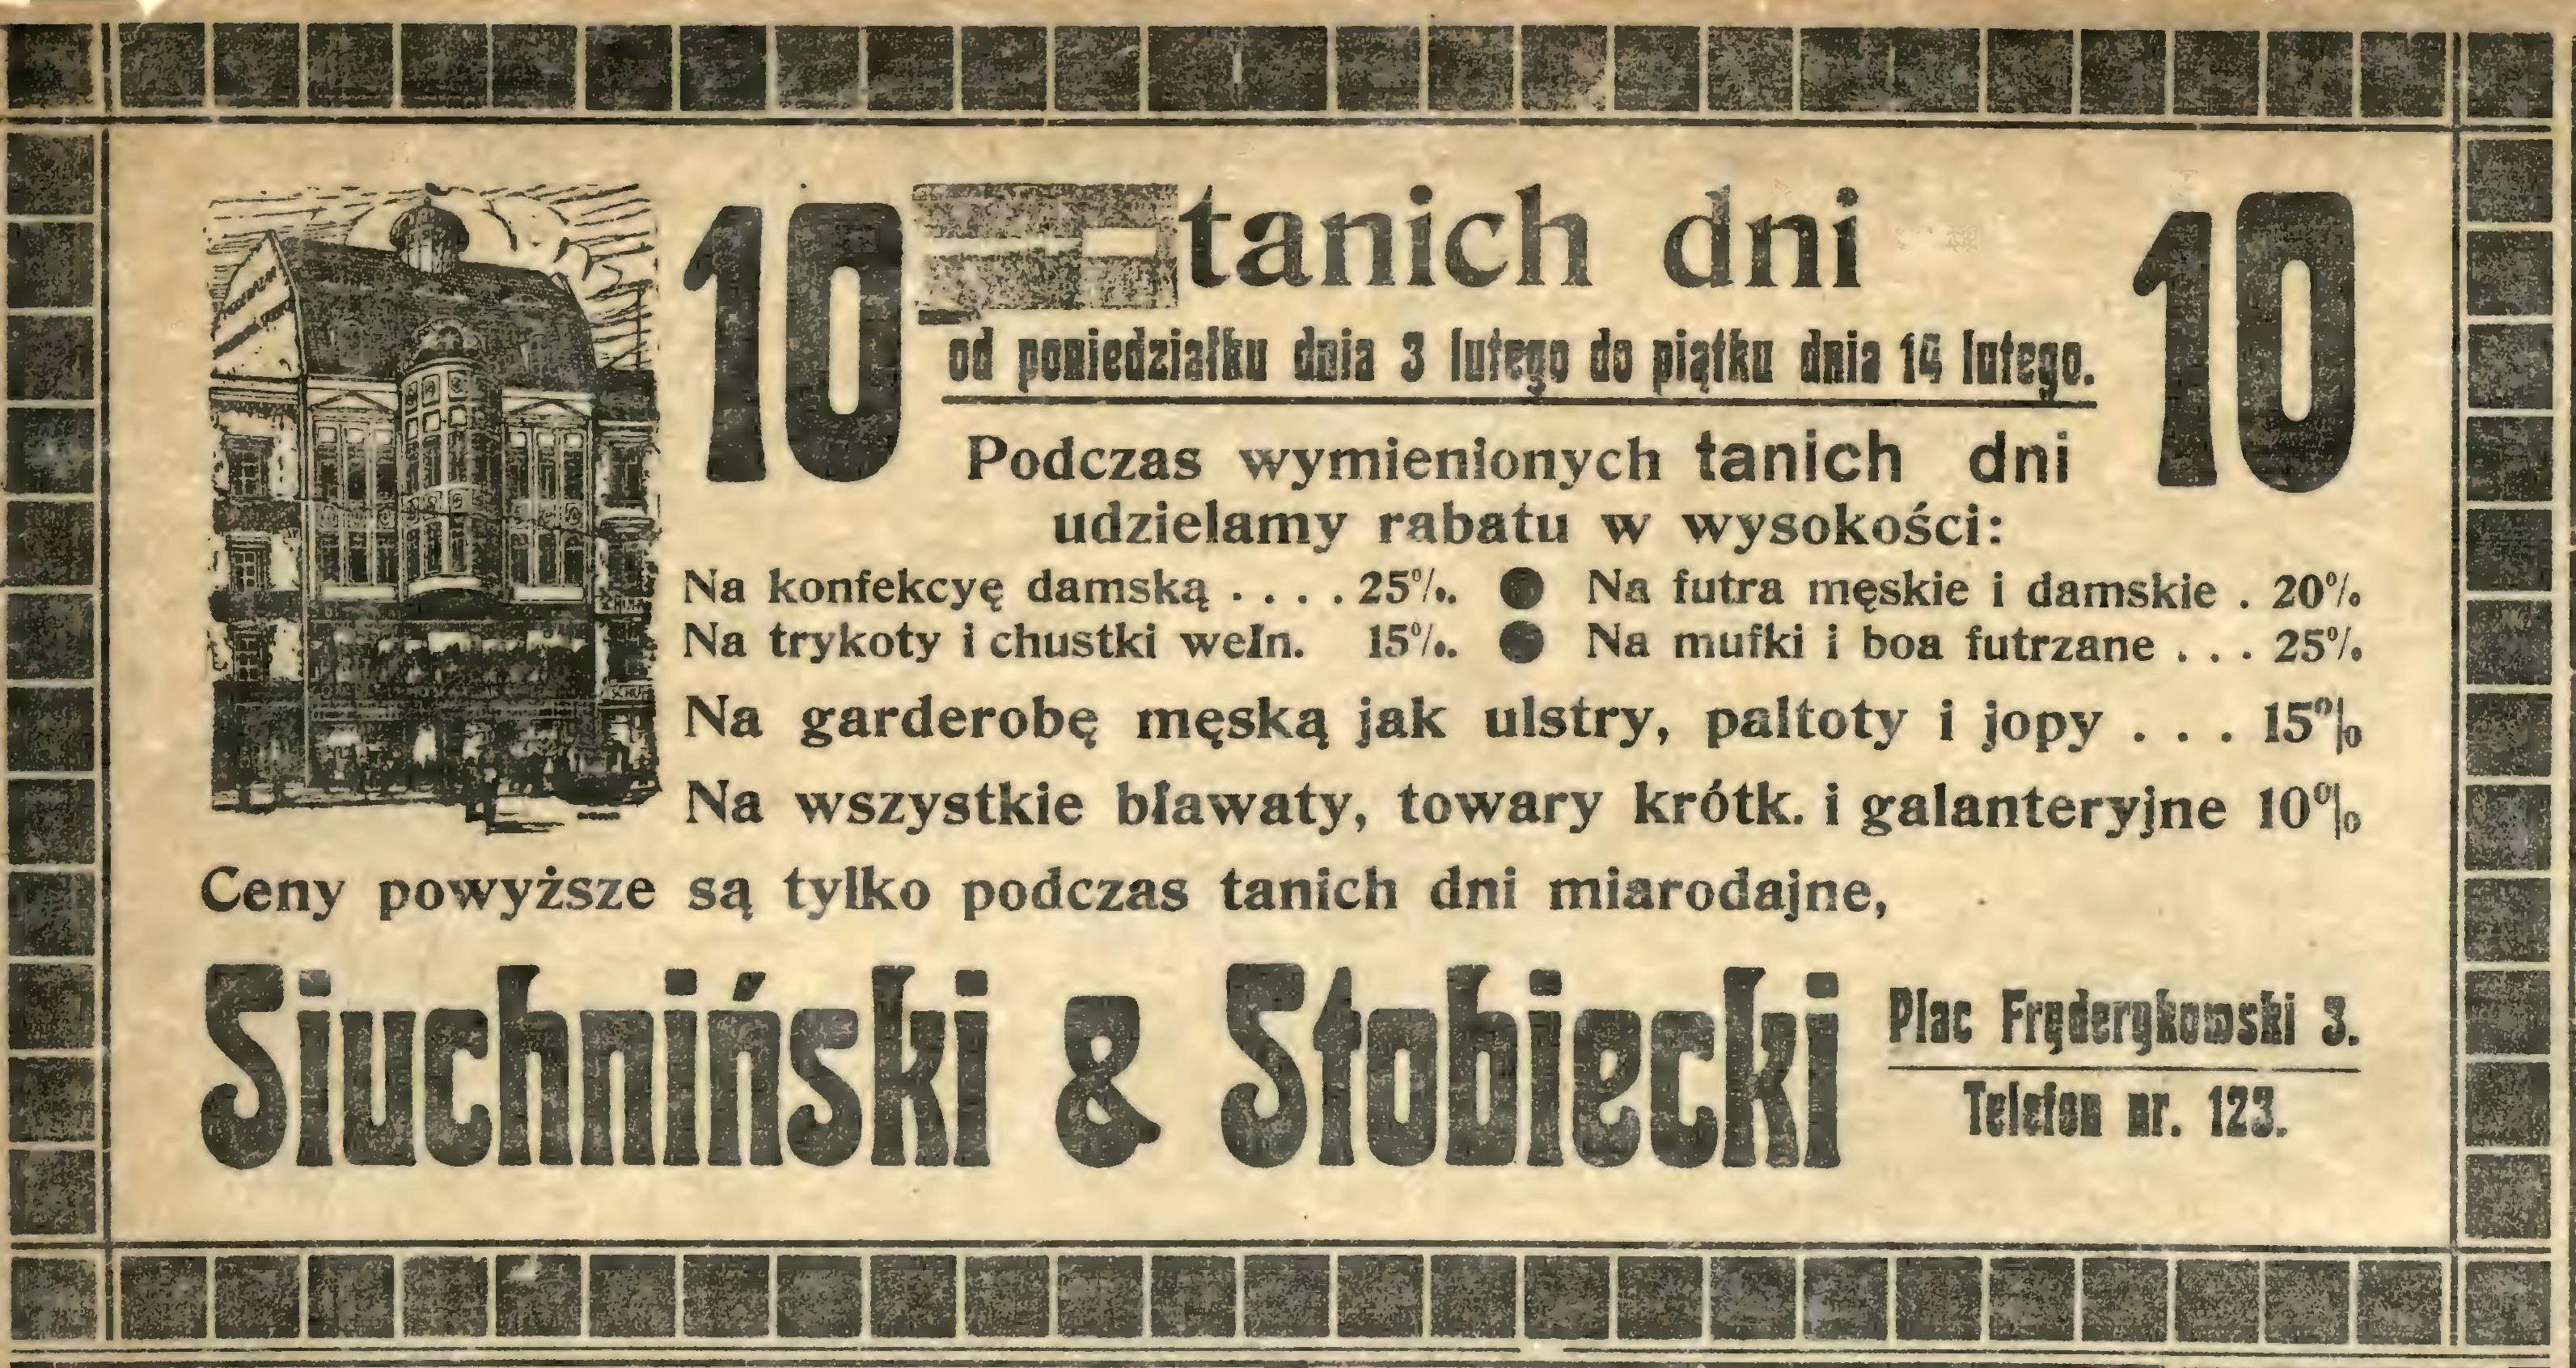 10 tanich dni 10
od poniedziałku dnia 3 lutego do piątku dnia 14 lutego.
Podczas wymienionych tanich dni
udzielamy rabatu w wysokości:
Na konfekcyę damską .... 25%. ● Na futra męskie i damskie . 20%
Na trykoty i chustki weln. 15%. ● Na mufki i boa futrzane ... 25%
Na garderobę męską jak ulstry, paltoty i jopy ... 15%
Na wszystkie bławaty, towary krótk. i galanteryjne 10%
Ceny powyższe są tylko podczas tanich dni miarodajne,
Siuchniński & Stobiecki
Plac Fryderykowski 3.
Telefon nr. 123.